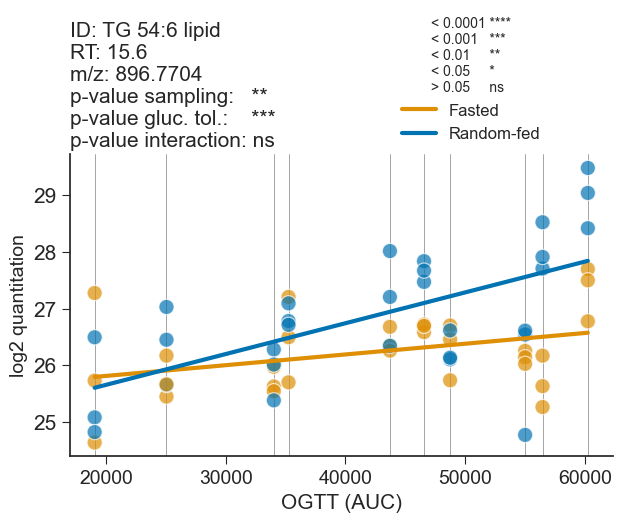 ID: TG 54:6 lipid
RT: 15.6
m/z: 896.7704
p-value sampling: **
p-value gluc. tol.: ***
p-value interaction: ns
< 0.0001 ****
< 0.001 ***
< 0.01 **
< 0.05 *
> 0.05 ns
Fasted
Random-fed
log2 quantitation
29
28
27
26
25
20000 30000 40000 50000 60000
OGTT (AUC)